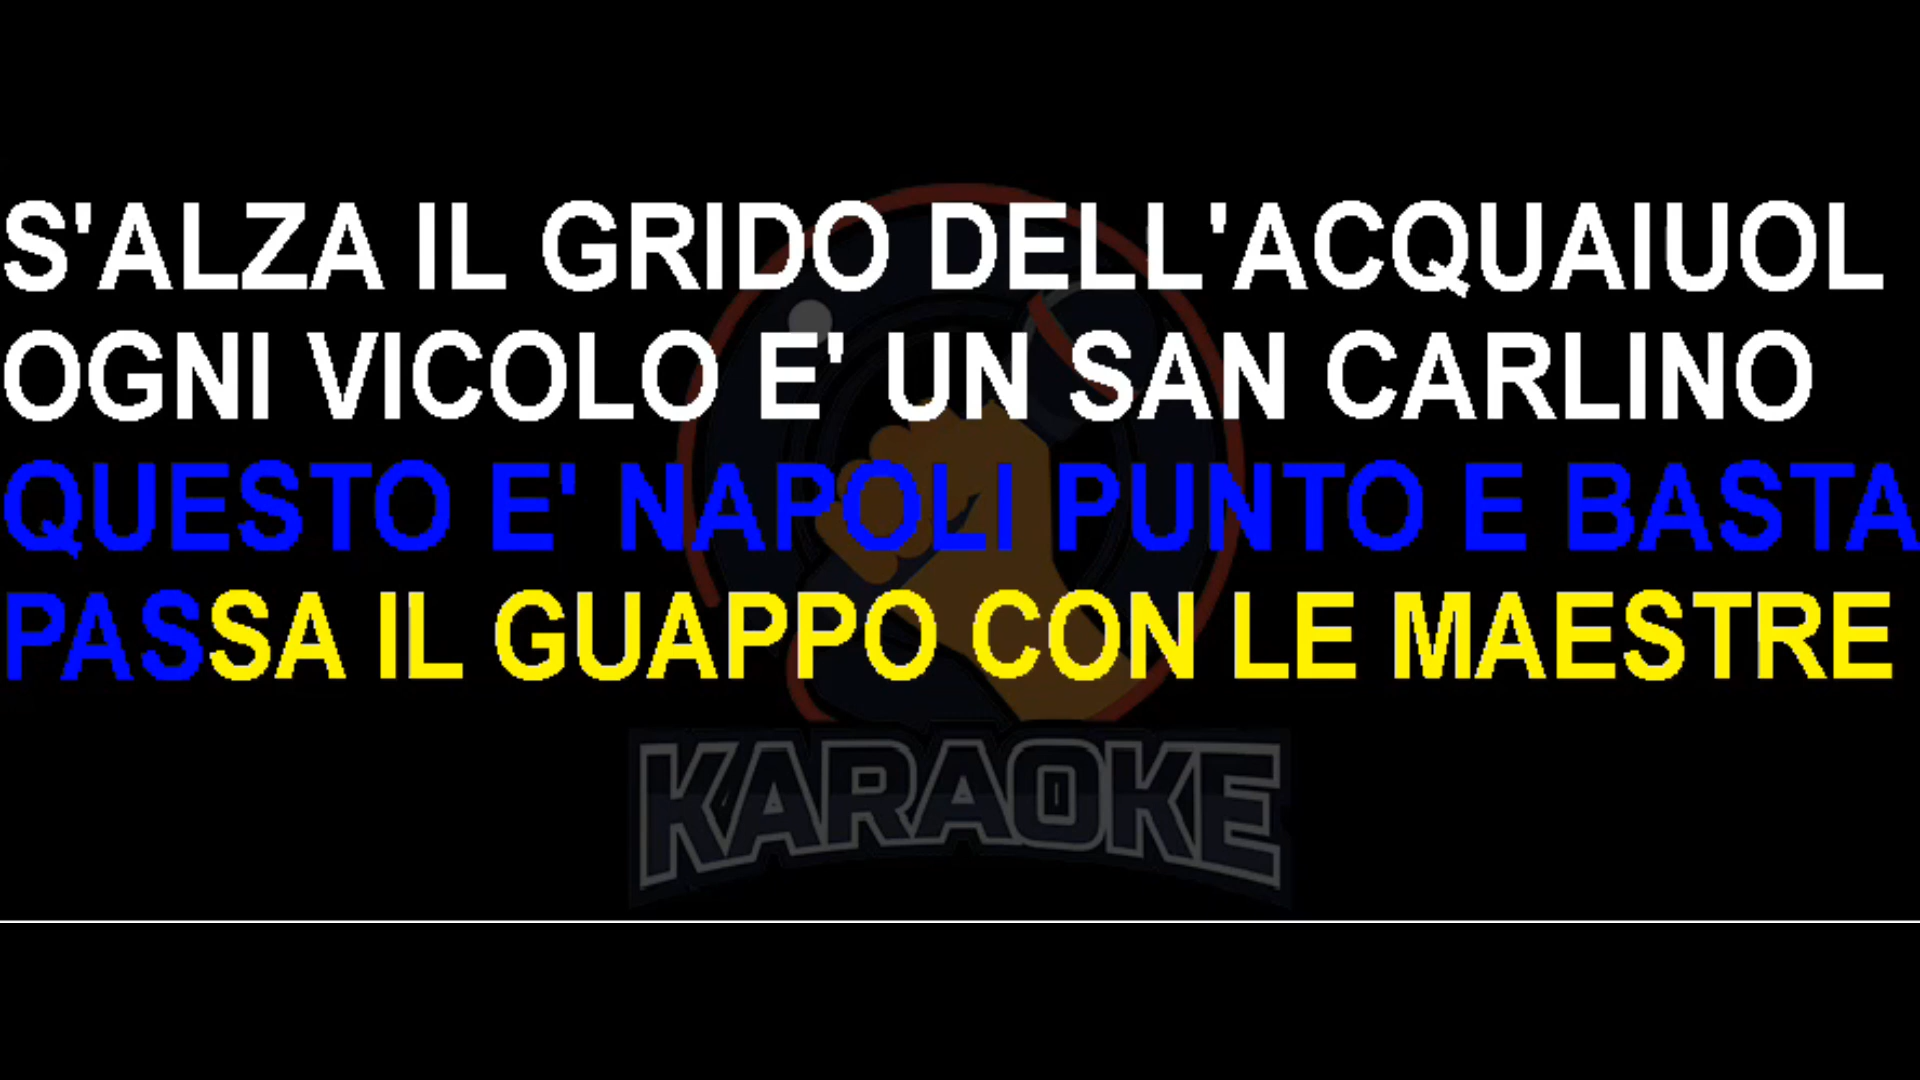 S'ALZA IL GRIDO DELL'ACQUAIUOL
OGNI VICOLO E' UN SAN CARLINO
QUESTO E' NAPOLI PUNTO E BASTA
PASSA IL GUAPPO CON LE MAESTRE
KARAOKE